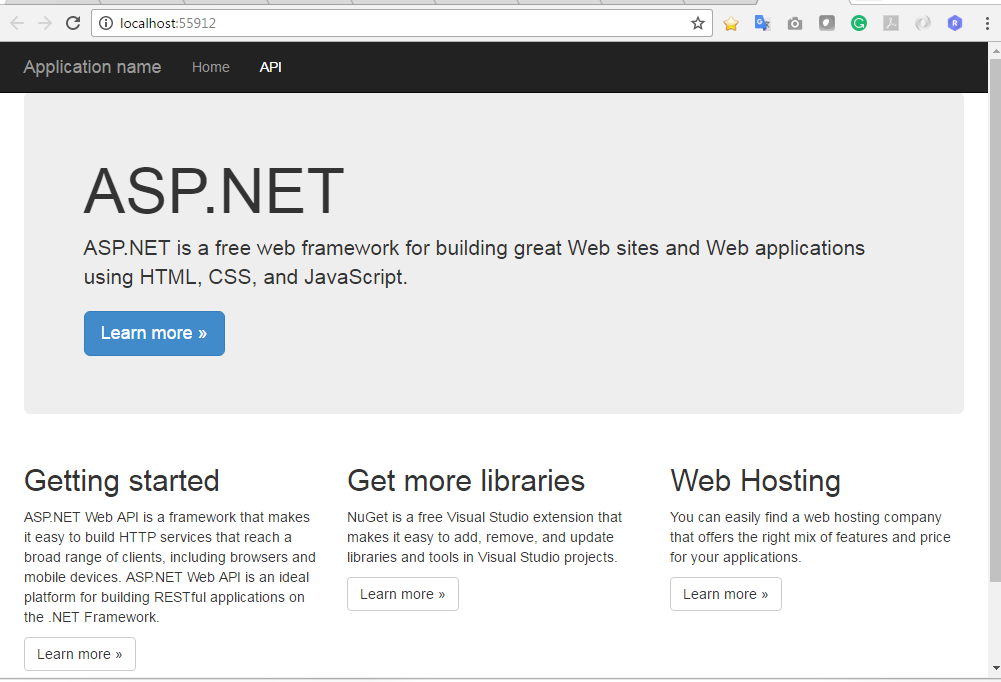 localhost:55912
Application name Home API
ASP.NET
ASP.NET is a free web framework for building great Web sites and Web applications
using HTML, CSS, and JavaScript.
Learn more »
Getting started
ASP.NET Web API is a framework that makes
it easy to build HTTP services that reach a
broad range of clients, including browsers and
mobile devices. ASP.NET Web API is an ideal
platform for building RESTful applications on
the .NET Framework.
Learn more »
Get more libraries
NuGet is a free Visual Studio extension that
makes it easy to add, remove, and update
libraries and tools in Visual Studio projects.
Learn more »
Web Hosting
You can easily find a web hosting company
that offers the right mix of features and price
for your applications.
Learn more »